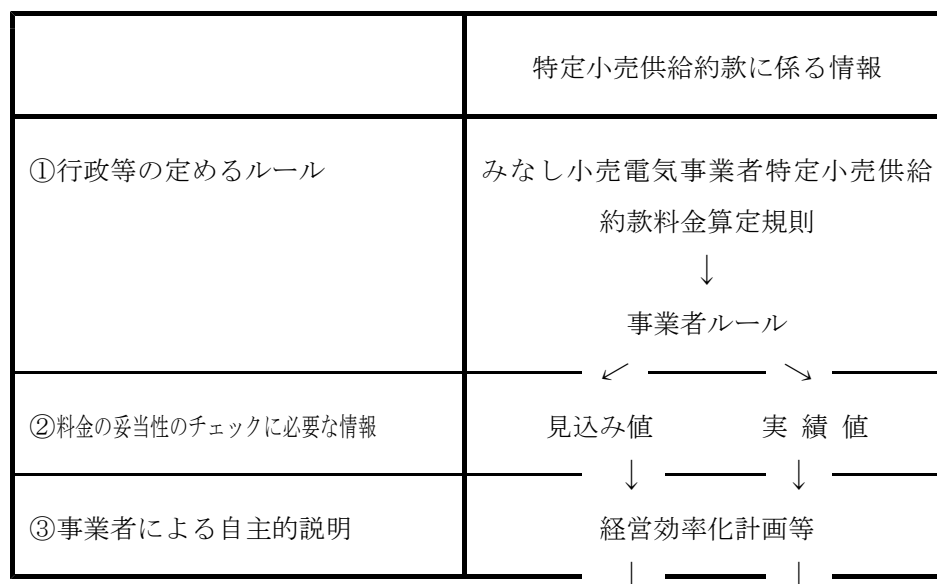 特定小売供給約款に係る情報
①行政等の定めるルール
みなし小売電気事業者特定小売供給
約款料金算定規則
↓
事業者ルール
↙ ↘
②料金の妥当性のチェックに必要な情報
見込み値 実績値
↓ ↓
③事業者による自主的説明
経営効率化計画等